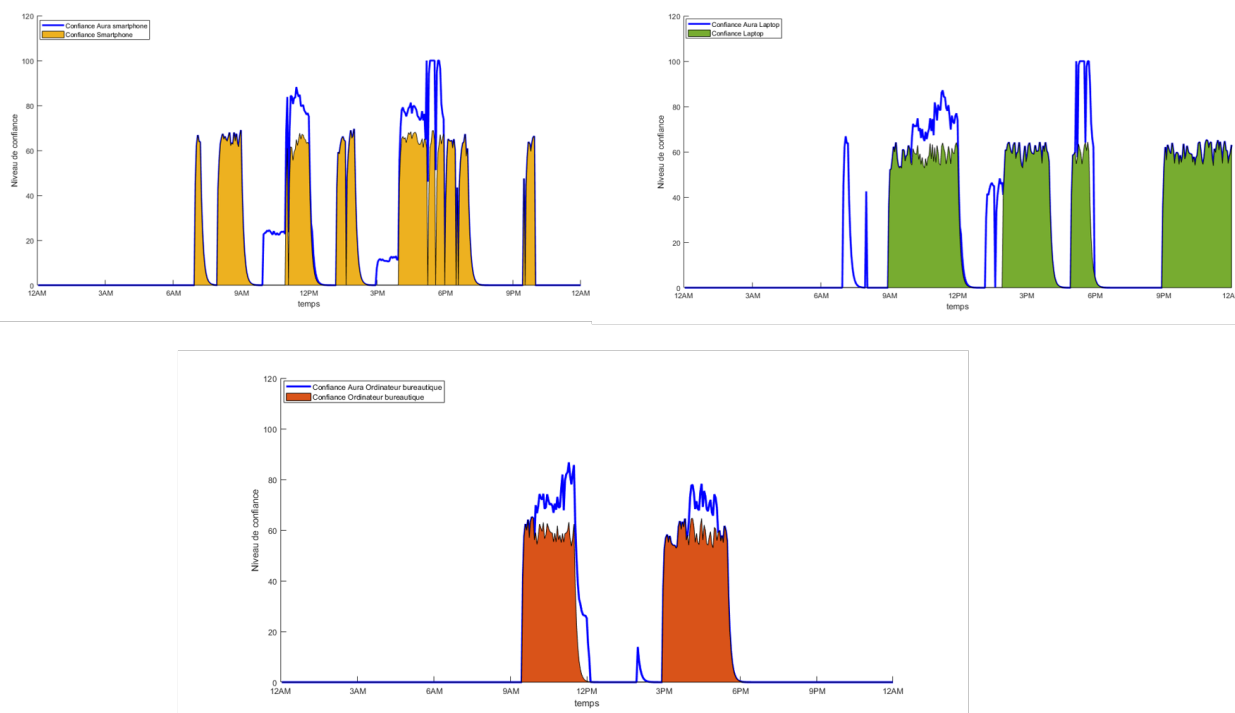 120
100
80
60
40
20
0
Niveau de confiance
Confiance Aura smartphone
Confiance Smartphone
12AM 3AM 6AM 9AM 12PM 3PM 6PM 9PM 12AM
temps
120
100
80
60
40
20
0
Niveau de confiance
Confiance Aura Laptop
Confiance Laptop
12AM 3AM 6AM 9AM 12PM 3PM 6PM 9PM 12A
temps
120
100
80
60
40
20
0
Niveau de confiance
Confiance Aura Ordinateur bureautique
Confiance Ordinateur bureautique
12AM 3AM 6AM 9AM 12PM 3PM 6PM 9PM 12AM
temps